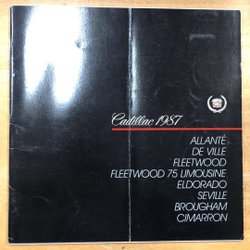 Cadillac 1987
ALLANTÉ
DE VILLE
FLEETWOOD
FLEETWOOD 75 LIMOUSINE
ELDORADO
SEVILLE
BROUGHAM
CIMARRON